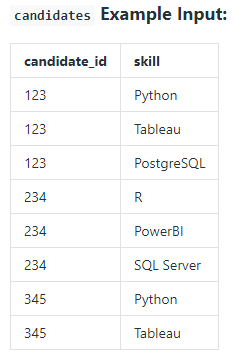 candidates Example Input:
candidate_id skill
123 Python
123 Tableau
123 PostgreSQL
234 R
234 PowerBI
234 SQL Server
345 Python
345 Tableau